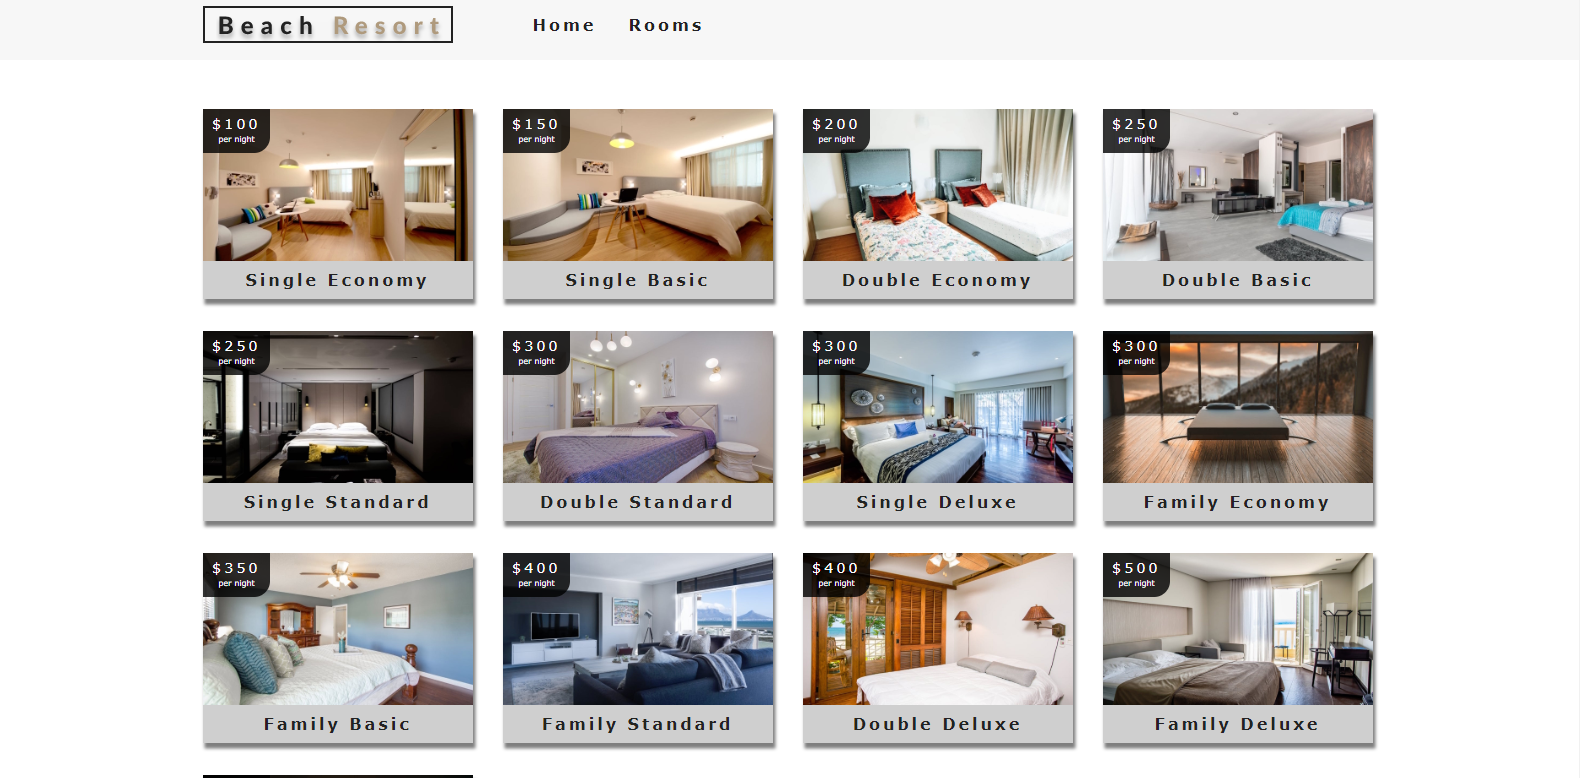 Beach Resort
Home Rooms
$100
per night
Single Economy
$150
per night
Single Basic
$200
per night
Double Economy
$250
per night
Double Basic
$250
per night
Single Standard
$300
per night
Double Standard
$300
per night
Single Deluxe
$300
per night
Family Economy
$350
per night
Family Basic
$400
per night
Family Standard
$400
per night
Double Deluxe
$500
per night
Family Deluxe